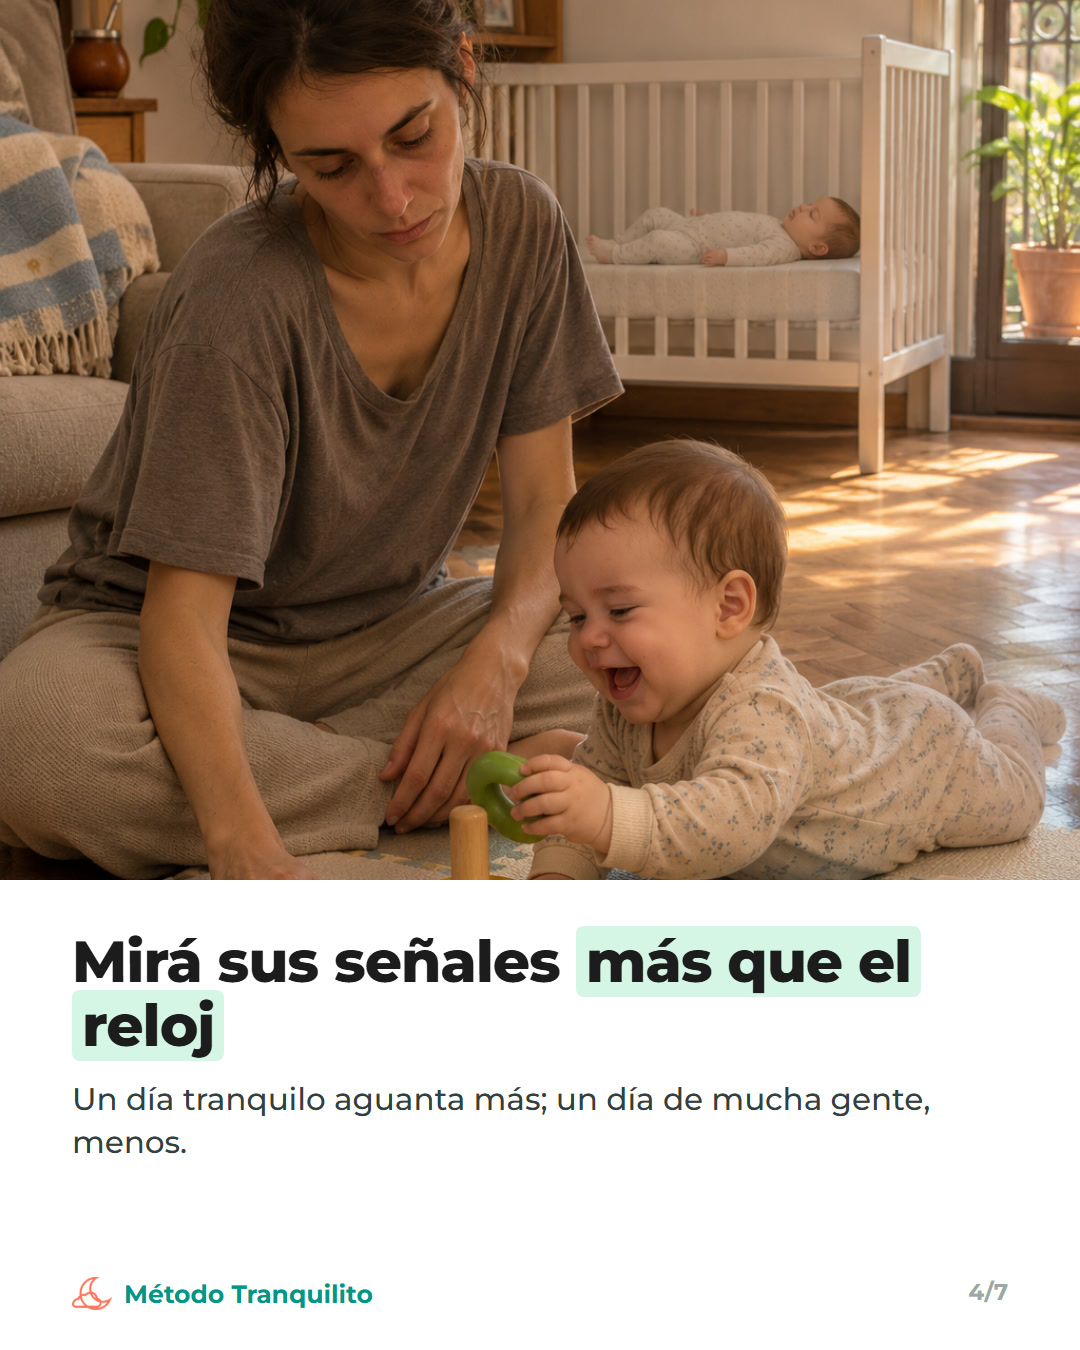 Mirá sus señales más que el
reloj
Un día tranquilo aguanta más; un día de mucha gente,
menos.
Método Tranquilito
4/7